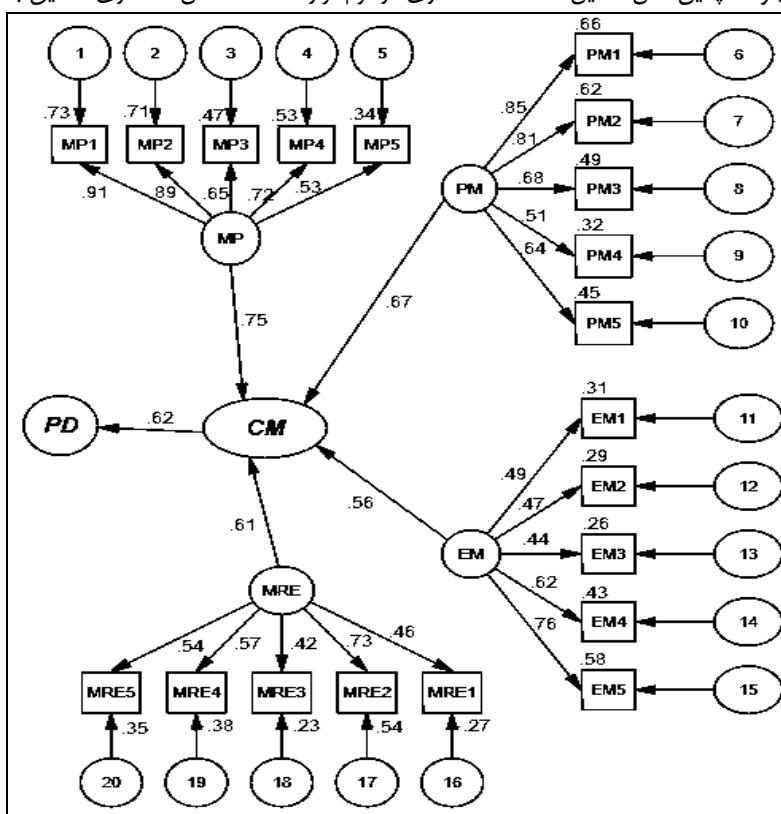 1 2 3 4 5
.73 .71 .47 .53 .34
MP1 MP2 MP3 MP4 MP5
.91 .89 .65 .72 .53
MP
.75
.66
PM1 6
.85
.62
PM2 7
.81
.49
PM3 8
.68
.32
PM4 9
.51
.45
PM5 10
.64
PM
.67
PD .62 CM
.56
.61
.31
EM1 11
.49
.29
EM2 12
.47
.26
EM3 13
.44
.43
EM4 14
.62
.58
EM5 15
.76
EM
MRE
.54 .57 .42 .73 .46
MRE5 MRE4 MRE3 MRE2 MRE1
.35 .38 .23 .54 .27
20 19 18 17 16